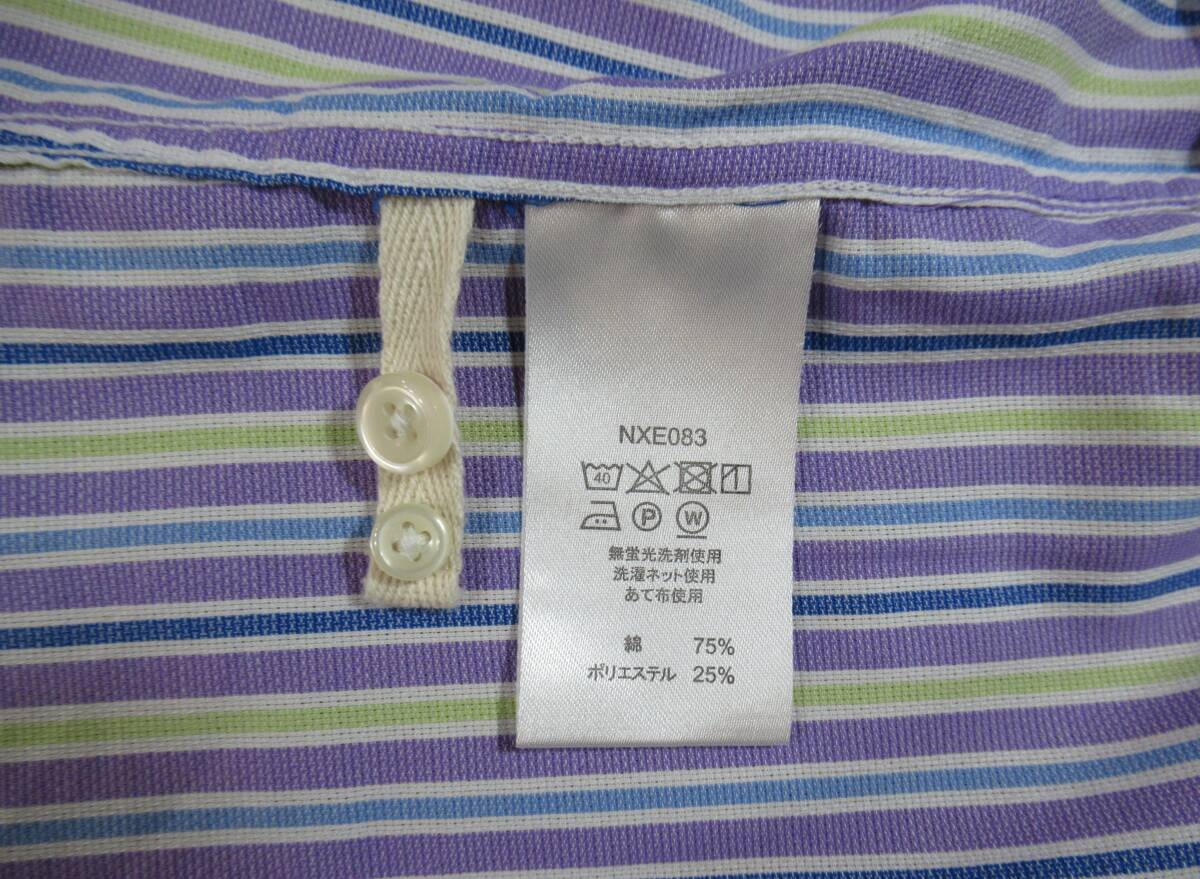 NXE083
40
P W
無蛍光洗剤使用
洗濯ネット使用
あて布使用
綿 75%
ポリエステル 25%